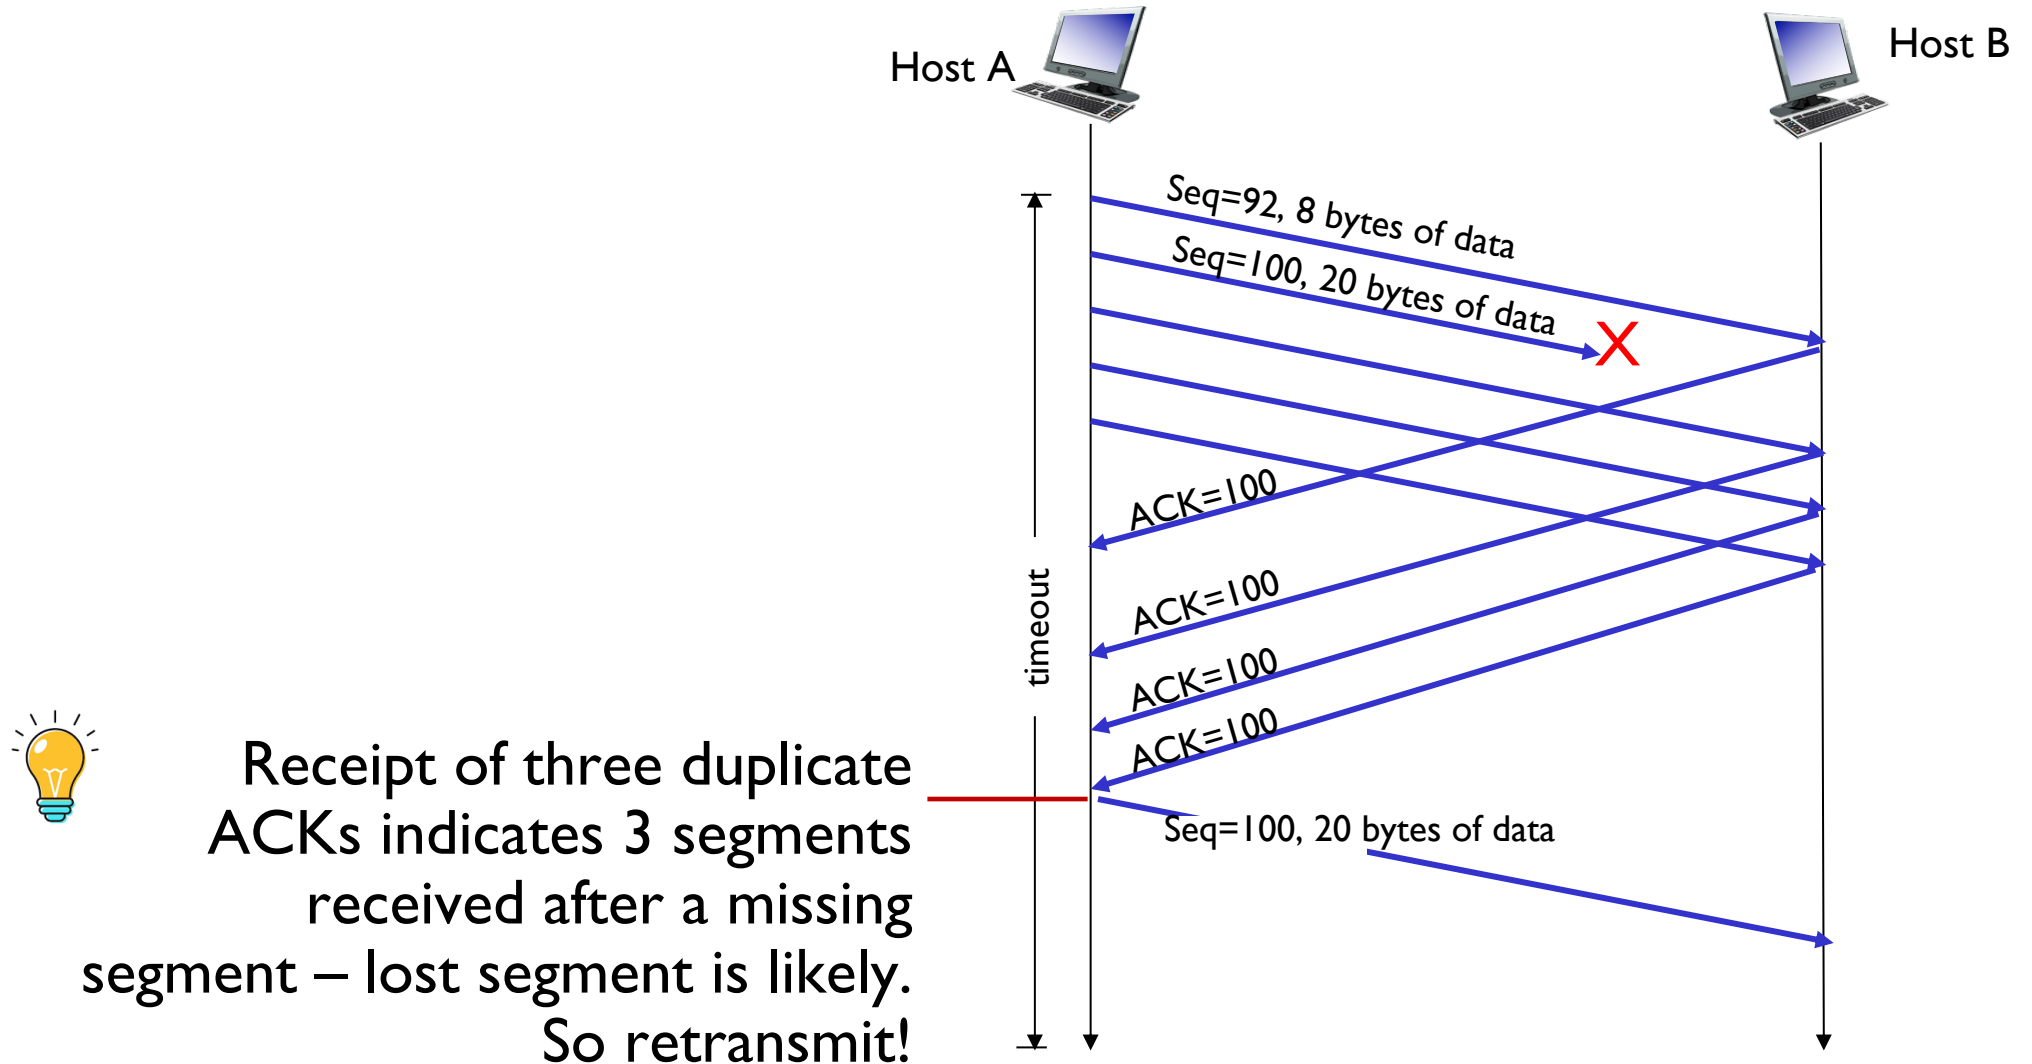 Host A
Host B
Seq=92, 8 bytes of data
Seq=100, 20 bytes of data
X
ACK=100
timeout
ACK=100
ACK=100
ACK=100
Receipt of three duplicate
ACKs indicates 3 segments
received after a missing
segment – lost segment is likely.
So retransmit!
Seq=100, 20 bytes of data